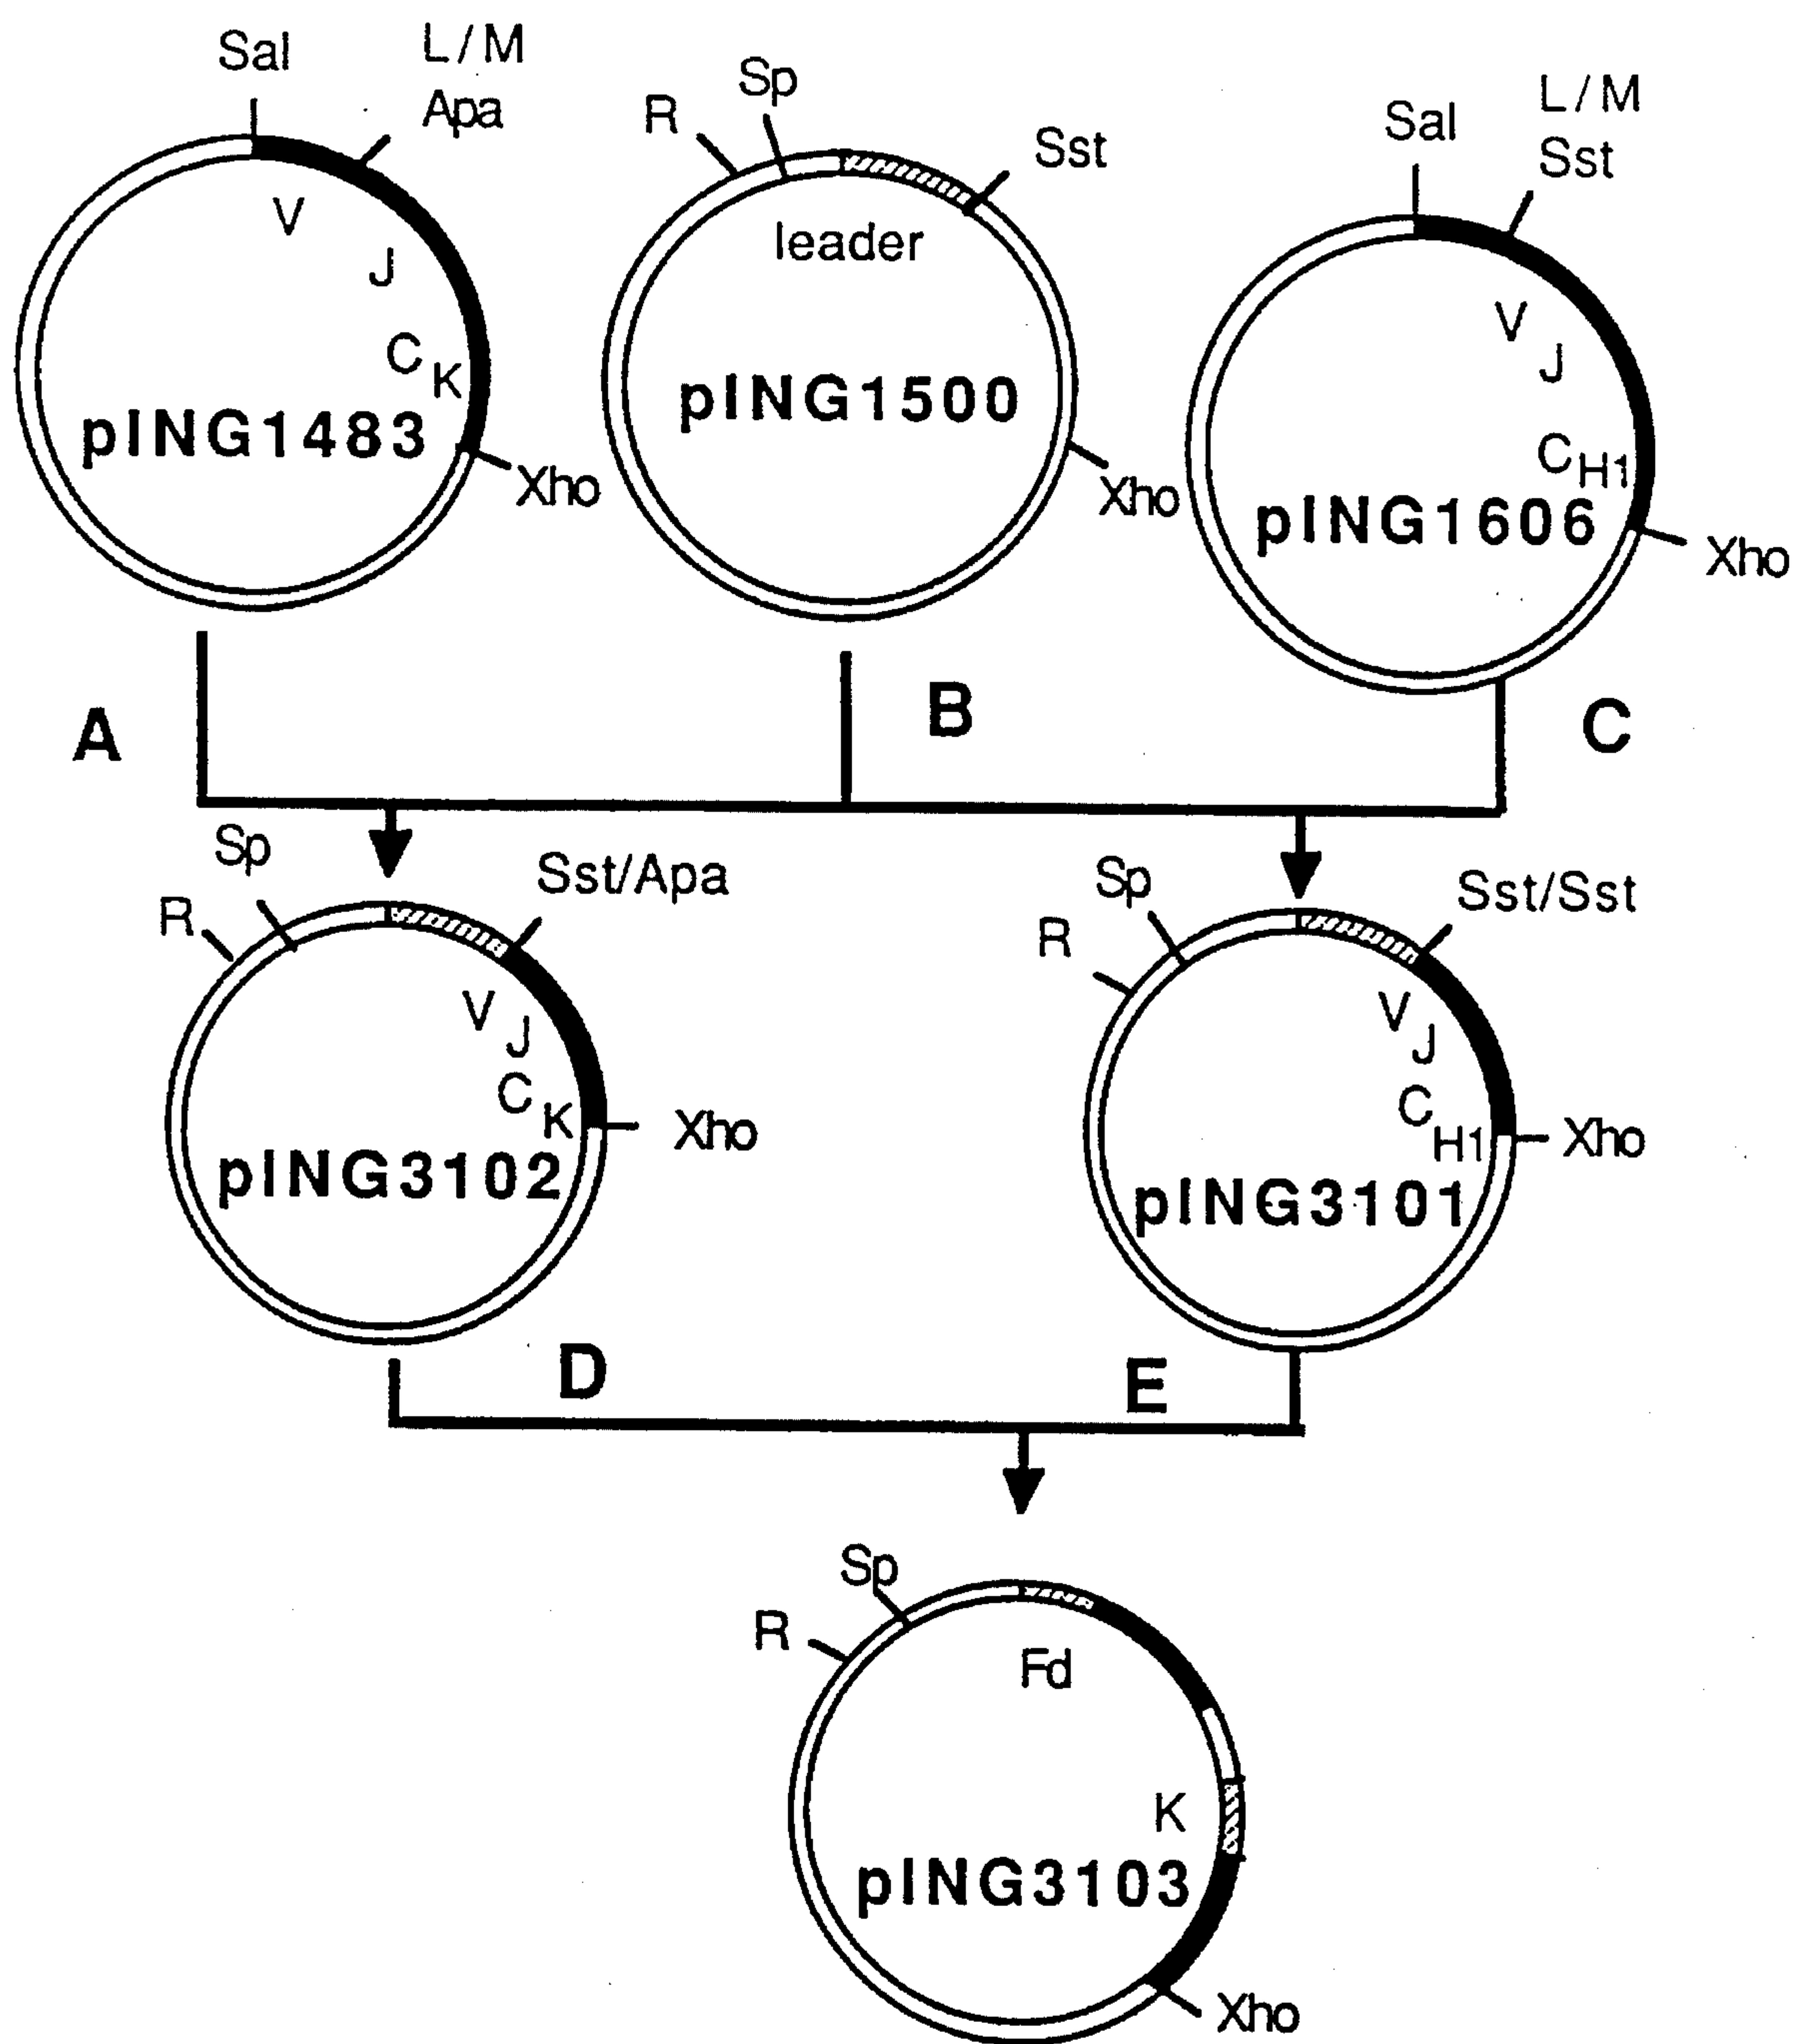 Sal
L/M
Apa
V
J
C K
pING1483
Xho
R
Sp
Sst
leader
pING1500
Xho
Sal
L/M
Sst
V
J
C H1
pING1606
Xho
A
B
C
R
Sp
Sst/Apa
V
J
C K
pING3102
Xho
R
Sp
Sst/Sst
V
J
C H1
pING3101
Xho
D
E
R
Sp
Fd
K
pING3103
Xho